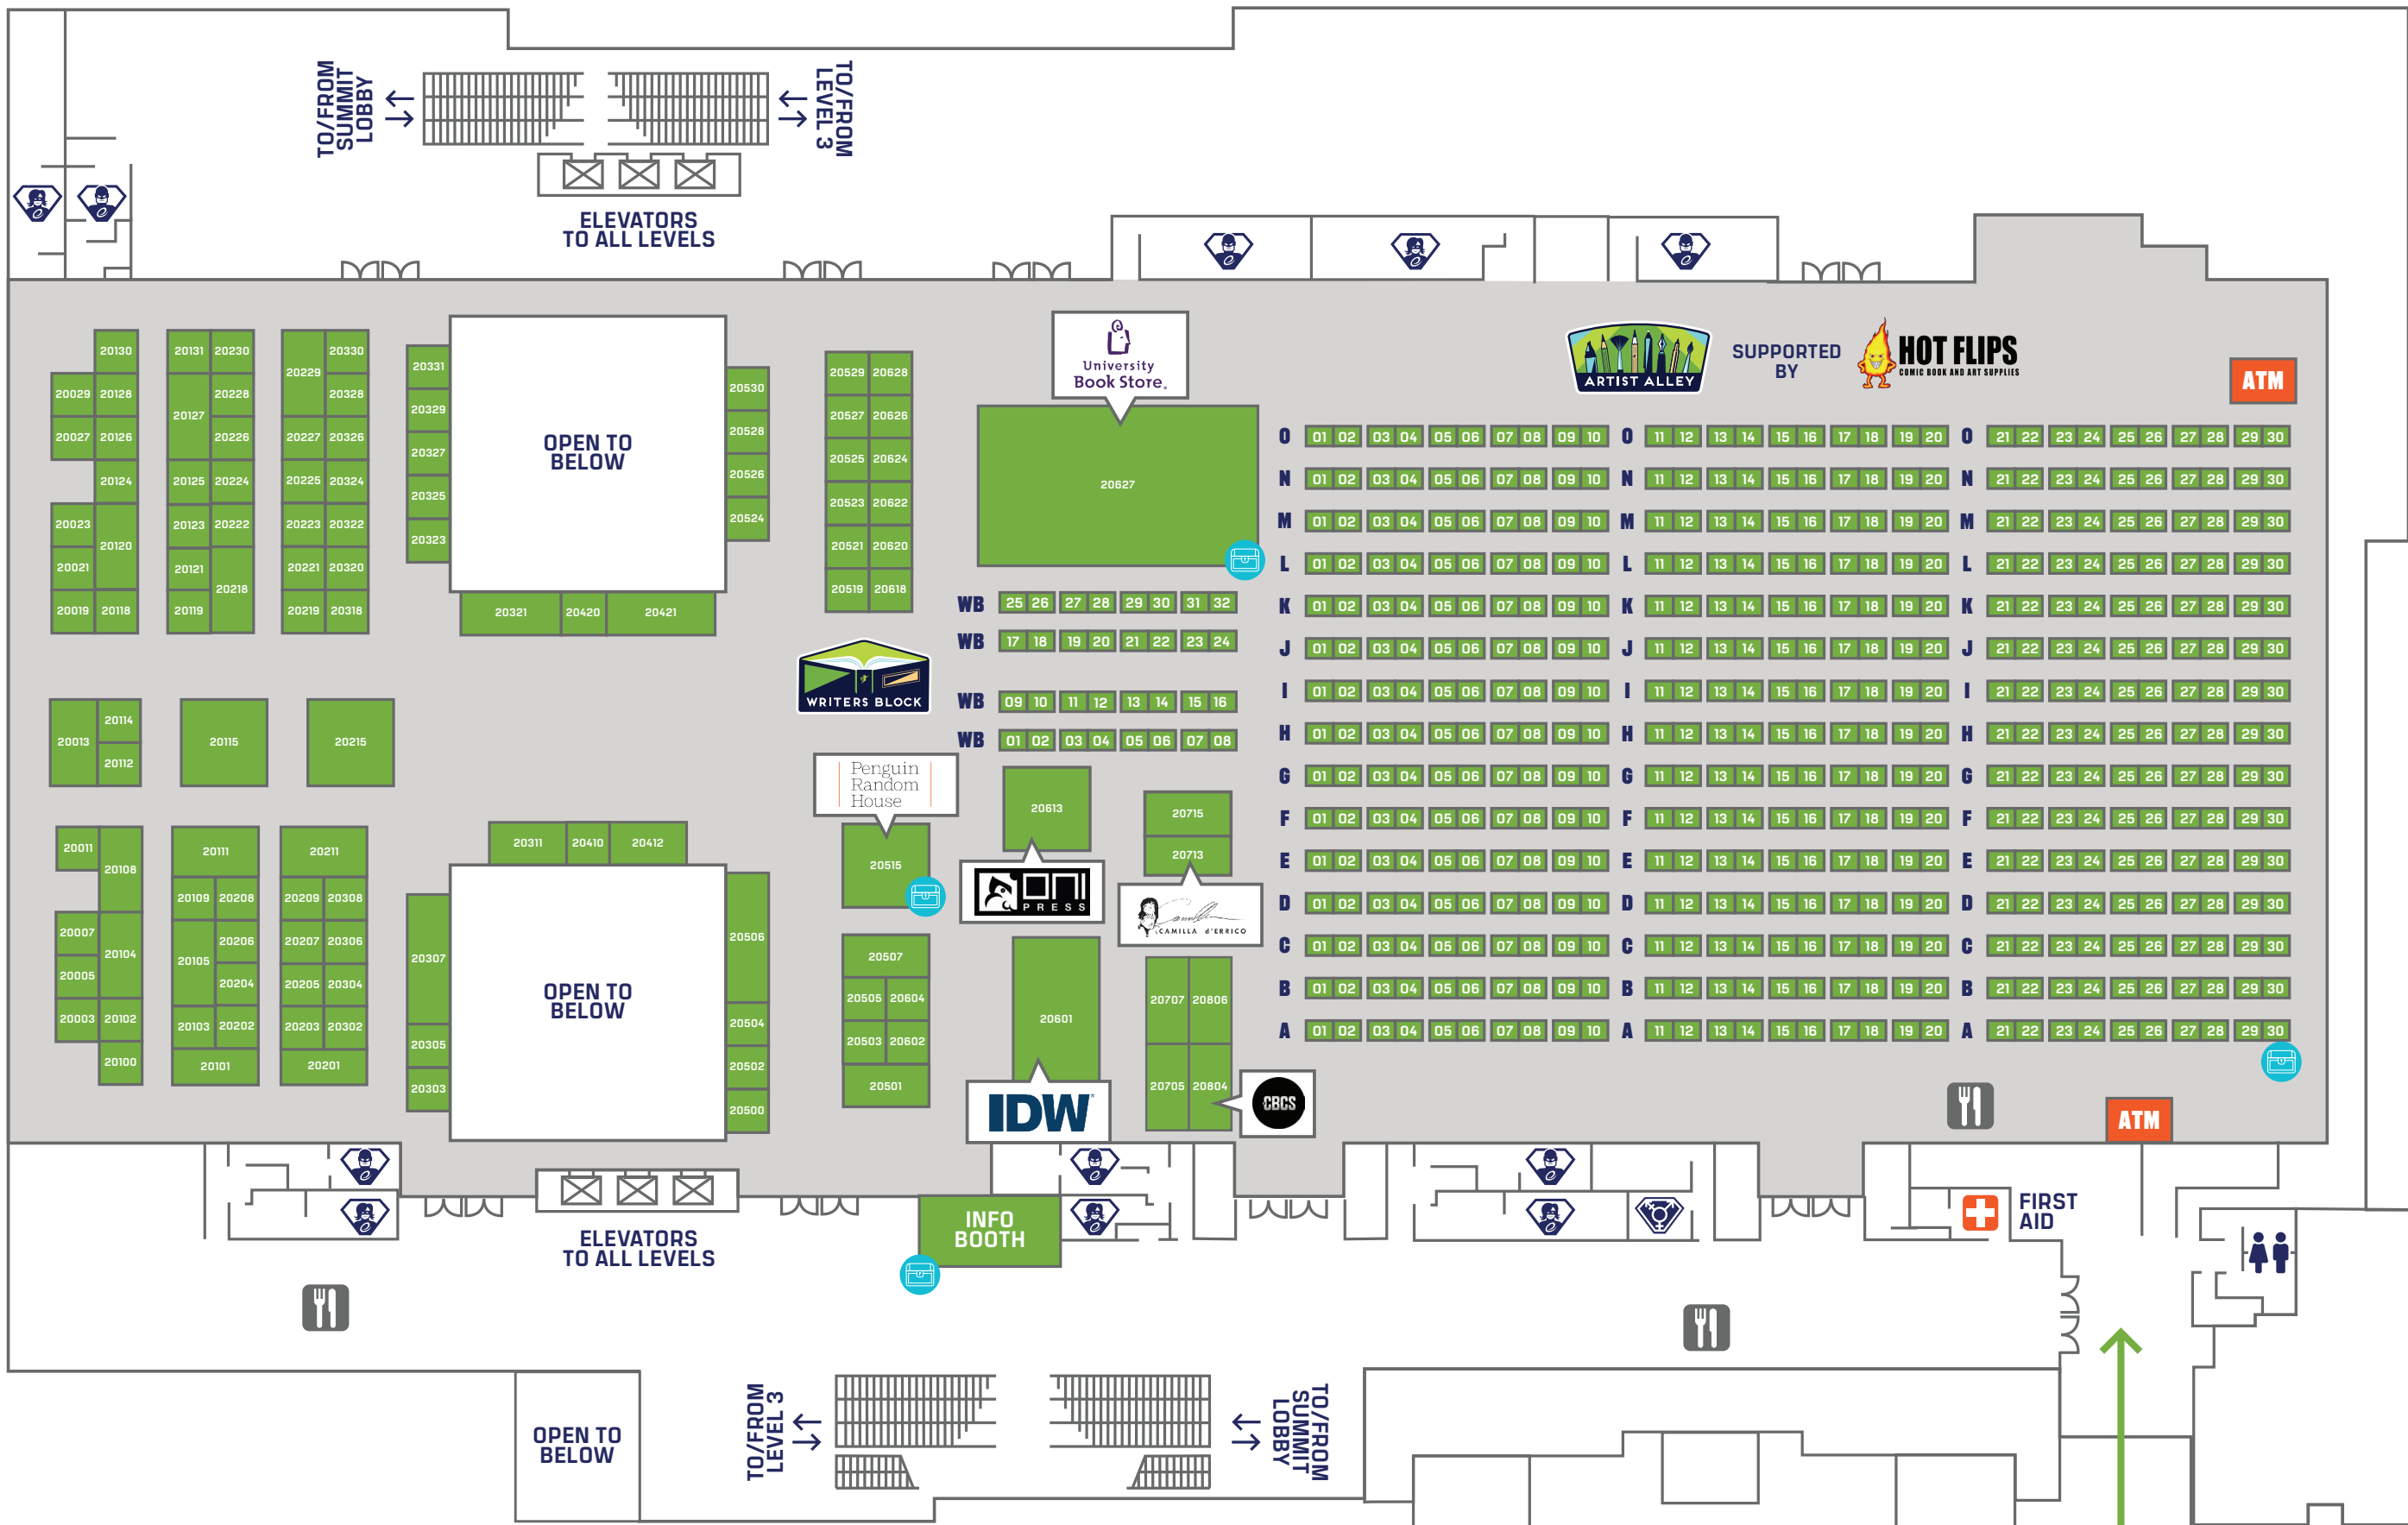 TO/FROM
SUMMIT
LOBBY
TO/FROM
LEVEL 3
ELEVATORS
TO ALL LEVELS
20130
20029 20128
20027 20126
20124
20023 20120
20021
20019 20118
20131 20230
20127 20228
20226
20125 20224
20123 20222
20121 20218
20119
20229 20330
20328
20227 20326
20225 20324
20223 20322
20221 20320
20219 20318
20331
20329
20327
20325
20323
OPEN TO
BELOW
20530
20528
20526
20524
20321 20420 20421
20529 20628
20527 20626
20525 20624
20523 20622
20521 20620
20519 20618
University
Book Store
20627
ARTIST ALLEY
SUPPORTED
BY
HOT FLIPS
COMIC BOOK AND ART SUPPLIES
ATM
WB 25 26 27 28 29 30 31 32
WB 17 18 19 20 21 22 23 24
WRITERS BLOCK
WB 09 10 11 12 13 14 15 16
WB 01 02 03 04 05 06 07 08
O 01 02 03 04 05 06 07 08 09 10 O 11 12 13 14 15 16 17 18 19 20 O 21 22 23 24 25 26 27 28 29 30
N 01 02 03 04 05 06 07 08 09 10 N 11 12 13 14 15 16 17 18 19 20 N 21 22 23 24 25 26 27 28 29 30
M 01 02 03 04 05 06 07 08 09 10 M 11 12 13 14 15 16 17 18 19 20 M 21 22 23 24 25 26 27 28 29 30
L 01 02 03 04 05 06 07 08 09 10 L 11 12 13 14 15 16 17 18 19 20 L 21 22 23 24 25 26 27 28 29 30
K 01 02 03 04 05 06 07 08 09 10 K 11 12 13 14 15 16 17 18 19 20 K 21 22 23 24 25 26 27 28 29 30
J 01 02 03 04 05 06 07 08 09 10 J 11 12 13 14 15 16 17 18 19 20 J 21 22 23 24 25 26 27 28 29 30
I 01 02 03 04 05 06 07 08 09 10 I 11 12 13 14 15 16 17 18 19 20 I 21 22 23 24 25 26 27 28 29 30
H 01 02 03 04 05 06 07 08 09 10 H 11 12 13 14 15 16 17 18 19 20 H 21 22 23 24 25 26 27 28 29 30
G 01 02 03 04 05 06 07 08 09 10 G 11 12 13 14 15 16 17 18 19 20 G 21 22 23 24 25 26 27 28 29 30
F 01 02 03 04 05 06 07 08 09 10 F 11 12 13 14 15 16 17 18 19 20 F 21 22 23 24 25 26 27 28 29 30
E 01 02 03 04 05 06 07 08 09 10 E 11 12 13 14 15 16 17 18 19 20 E 21 22 23 24 25 26 27 28 29 30
D 01 02 03 04 05 06 07 08 09 10 D 11 12 13 14 15 16 17 18 19 20 D 21 22 23 24 25 26 27 28 29 30
C 01 02 03 04 05 06 07 08 09 10 C 11 12 13 14 15 16 17 18 19 20 C 21 22 23 24 25 26 27 28 29 30
B 01 02 03 04 05 06 07 08 09 10 B 11 12 13 14 15 16 17 18 19 20 B 21 22 23 24 25 26 27 28 29 30
A 01 02 03 04 05 06 07 08 09 10 A 11 12 13 14 15 16 17 18 19 20 A 21 22 23 24 25 26 27 28 29 30
20013 20114
20112
20115
20215
20011 20108
20007 20104
20005
20003 20102
20100
20111
20109 20208
20105 20206
20204
20103 20202
20101
20211
20209 20308
20207 20306
20205 20304
20203 20302
20201
20311 20410 20412
20307
20305
20303
OPEN TO
BELOW
20506
20504
20502
20500
Penguin
Random
House
20515
20507
20505 20604
20503 20602
20501
20613
ONI
PRESS
20715
20713
CAMILLA d'ERRICO
20601
IDW
20707 20806
20705 20804
CBCS
ATM
ELEVATORS
TO ALL LEVELS
INFO
BOOTH
FIRST
AID
OPEN TO
BELOW
TO/FROM
LEVEL 3
TO/FROM
SUMMIT
LOBBY